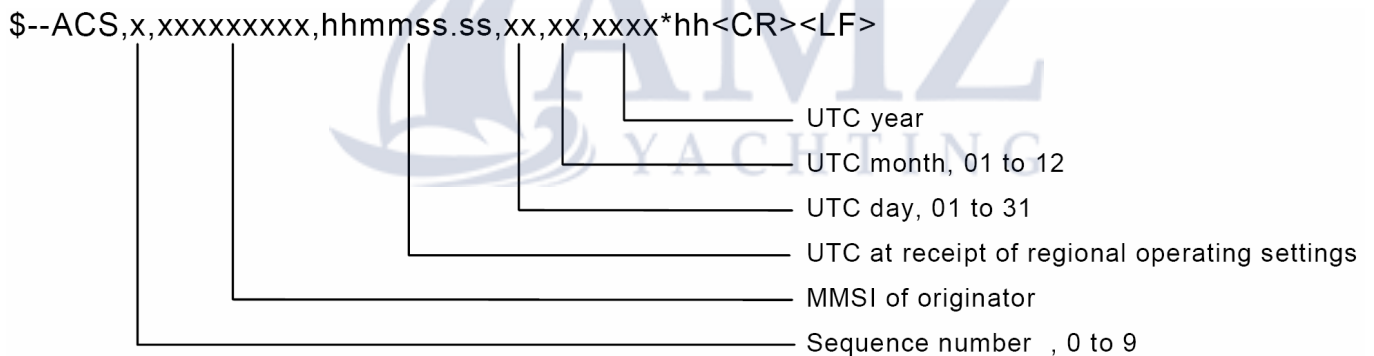 $--ACS,x,xxxxxxxxx,hhmmss.ss,xx,xx,xxxx*hh<CR><LF>
AMZ
YACHTING
UTC year
UTC month, 01 to 12
UTC day, 01 to 31
UTC at receipt of regional operating settings
MMSI of originator
Sequence number , 0 to 9